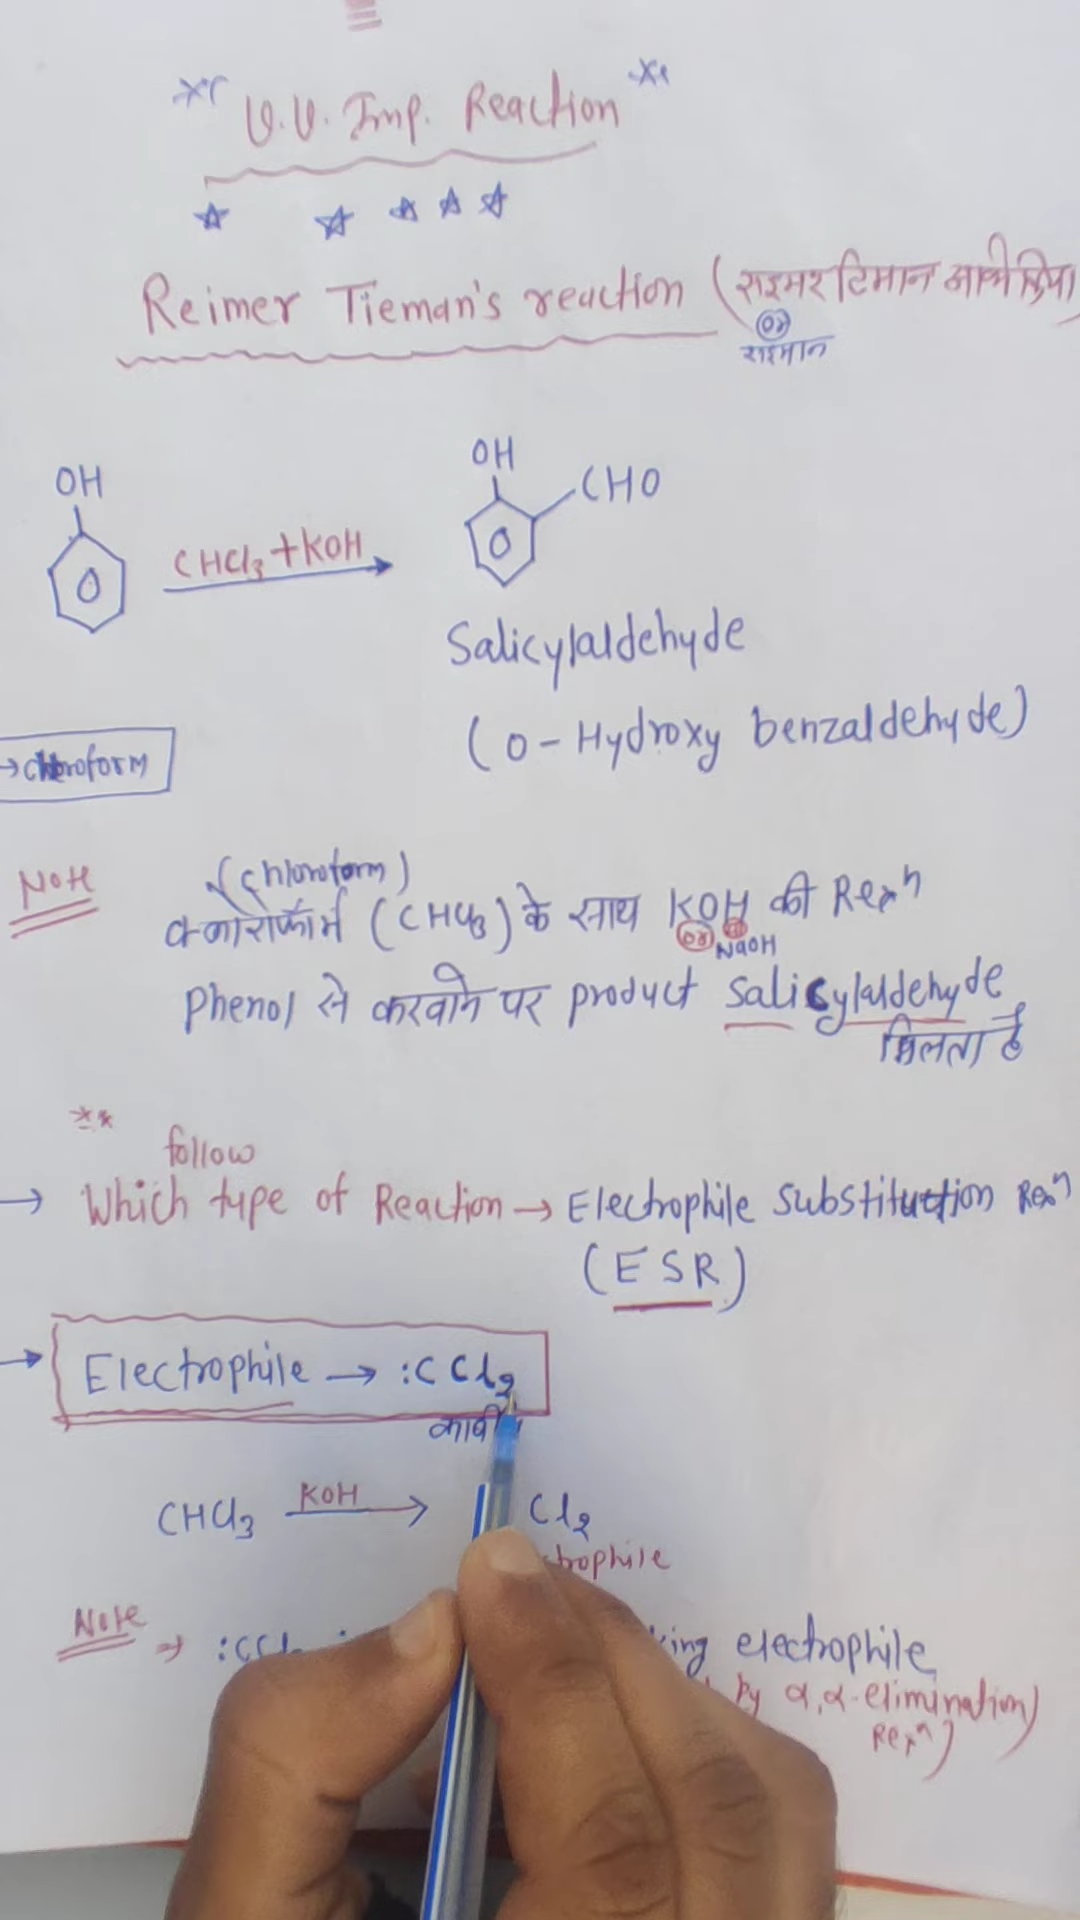 V.V. Imp. Reaction
Reimer Tieman's reaction (राइमर टिमान अभिक्रिया)
or
राइमान
OH
OH
CHO
CHCl3+KOH
Salicylaldehyde
(O-Hydroxy benzaldehyde)
→ chloroform
Note
(chloroform)
क्लोरोफॉर्म (CHCl3) के साथ KOH की Rexn
or NaOH
Phenol से करवाने पर product Salicylaldehyde
मिलता है
**
follow
→ Which type of Reaction → Electrophile substitution Rexn
(ESR)
→ Electrophile → :CCl2
CHCl3 KOH → Cl2
Note ⇒ electrophile
by α,α-elimination)
Rexn)